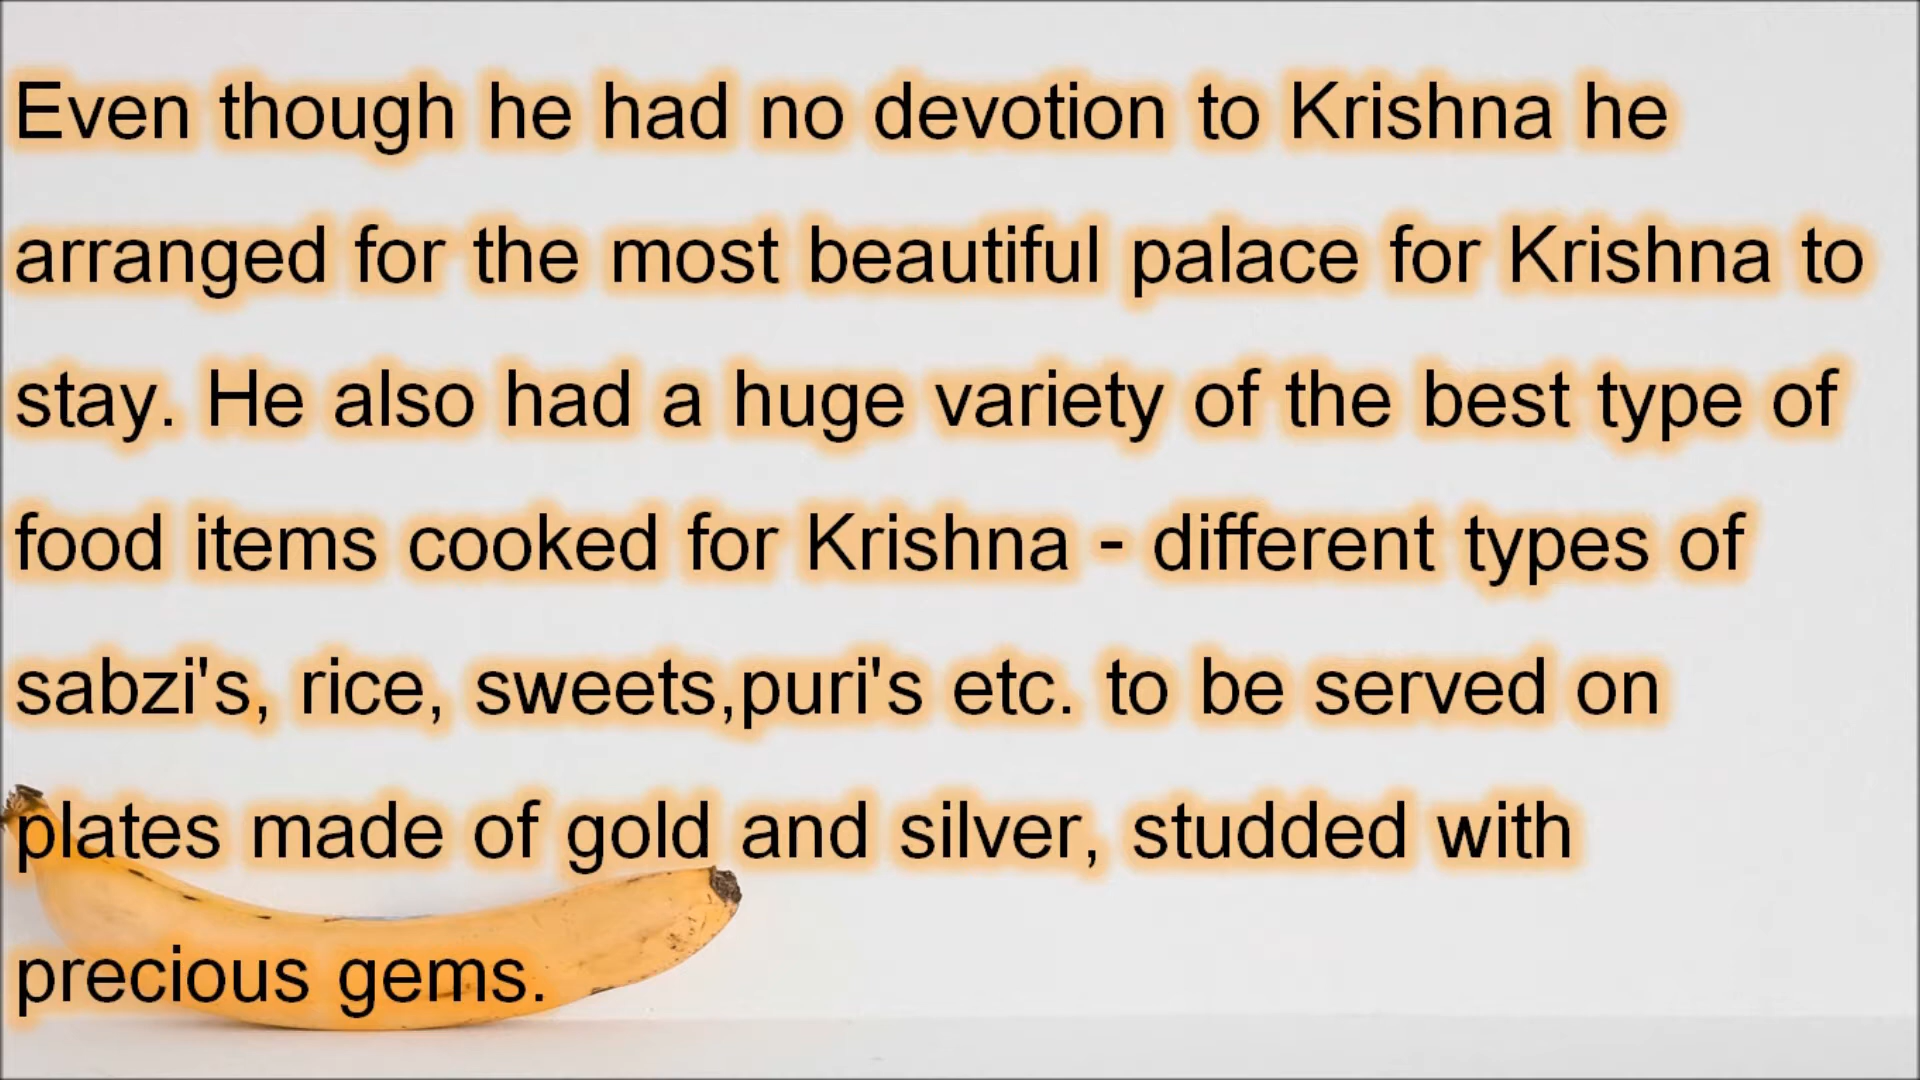 Even though he had no devotion to Krishna he
arranged for the most beautiful palace for Krishna to
stay. He also had a huge variety of the best type of
food items cooked for Krishna - different types of
sabzi's, rice, sweets,puri's etc. to be served on
plates made of gold and silver, studded with
precious gems.